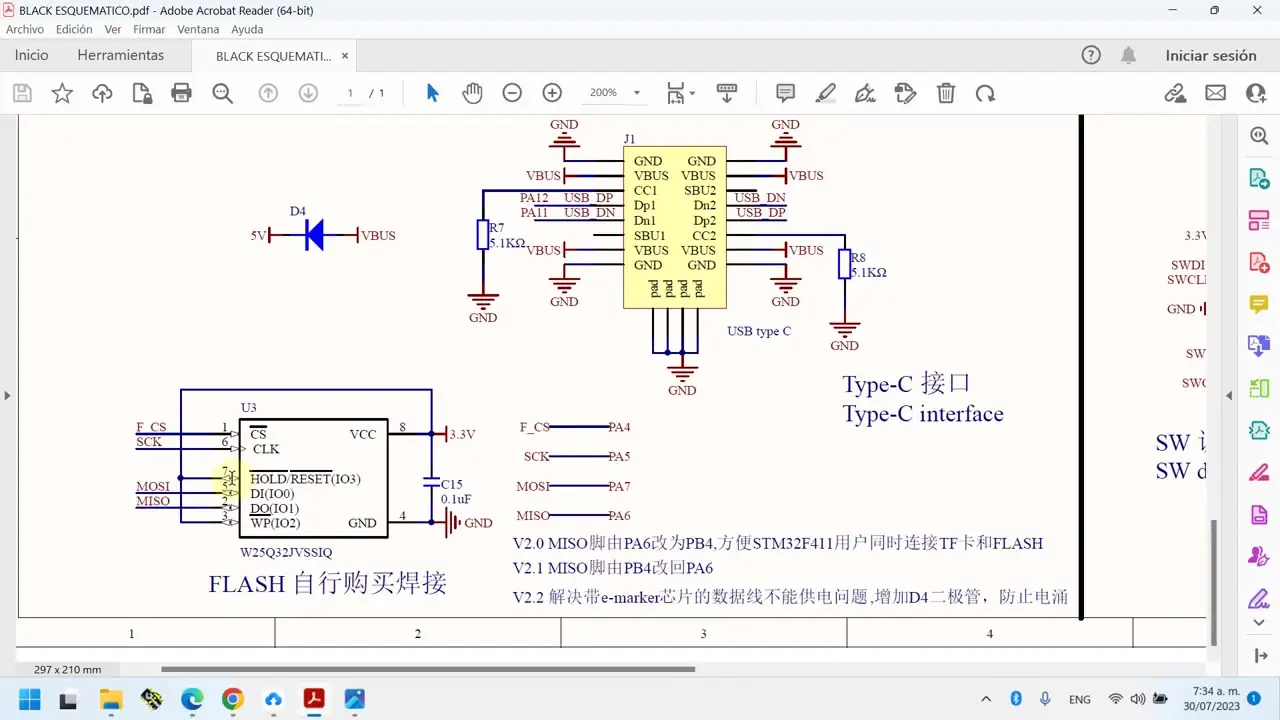 BLACK ESQUEMATICO.pdf - Adobe Acrobat Reader (64-bit)
Archivo Edición Ver Firmar Ventana Ayuda
Inicio Herramientas BLACK ESQUEMATI... × Iniciar sesión
1 / 1 200%
GND GND
J1
GND GND
VBUS VBUS VBUS VBUS
CC1 SBU2
PA12 USB_DP Dp1 Dn2 USB_DN
PA11 USB_DN Dn1 Dp2 USB_DP
SBU1 CC2
VBUS VBUS VBUS VBUS
GND GND
pad pad pad pad
D4
5V VBUS
R7
5.1KΩ
R8
5.1KΩ
GND GND
GND
GND
USB type C
GND
Type-C 接口
Type-C interface
3.3V
SWDI
SWCLI
GND
SW
SWC
U3
F_CS 1 CS VCC 8 3.3V
SCK 6 CLK
7 HOLD/RESET(IO3)
MOSI 5 DI(IO0)
MISO 2 DO(IO1)
3 WP(IO2) GND 4 GND
C15
0.1uF
W25Q32JVSSIQ
FLASH 自行购买焊接
F_CS PA4
SCK PA5
MOSI PA7
MISO PA6
V2.0 MISO脚由PA6改为PB4,方便STM32F411用户同时连接TF卡和FLASH
V2.1 MISO脚由PB4改回PA6
V2.2 解决带e-marker芯片的数据线不能供电问题,增加D4二极管，防止电涌
SW
SW d
1 2 3 4
297 x 210 mm
ENG
7:34 a. m.
30/07/2023
1